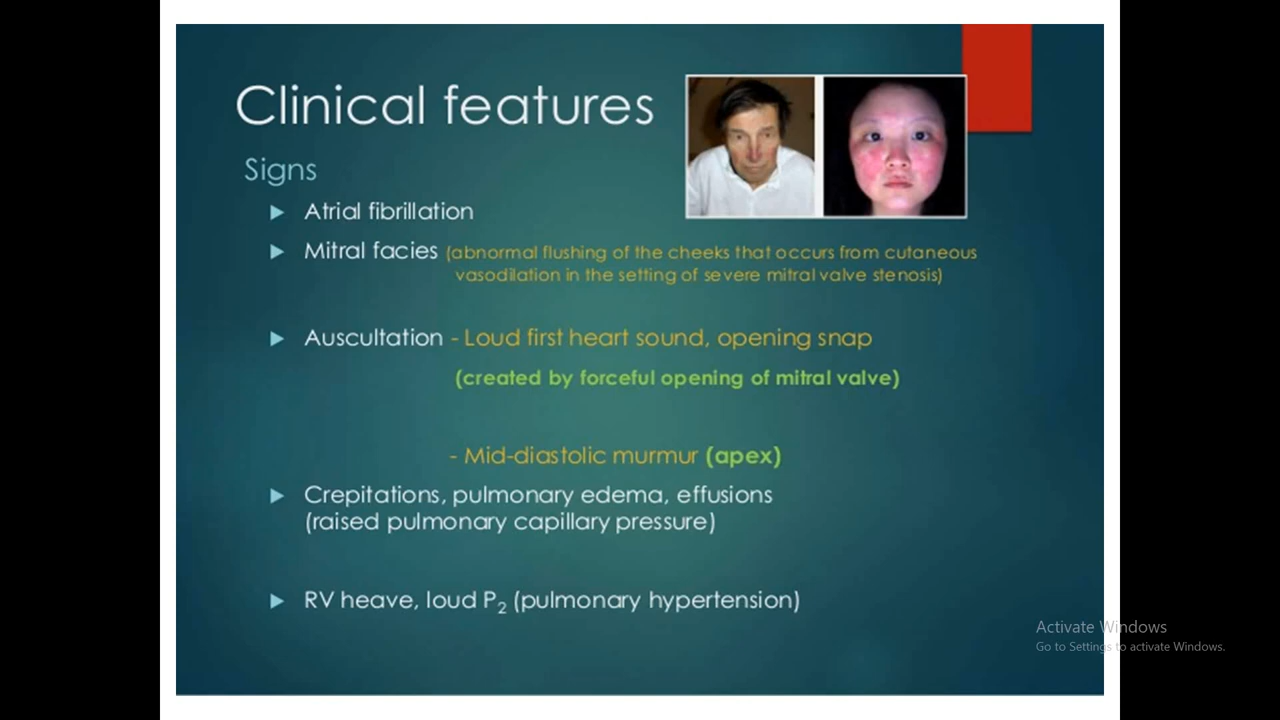 Clinical features
Signs
Atrial fibrillation
Mitral facies (abnormal flushing of the cheeks that occurs from cutaneous
vasodilation in the setting of severe mitral valve stenosis)
Auscultation - Loud first heart sound, opening snap
(created by forceful opening of mitral valve)
- Mid-diastolic murmur (apex)
Crepitations, pulmonary edema, effusions
(raised pulmonary capillary pressure)
RV heave, loud P2 (pulmonary hypertension)
Activate Windows
Go to Settings to activate Windows.